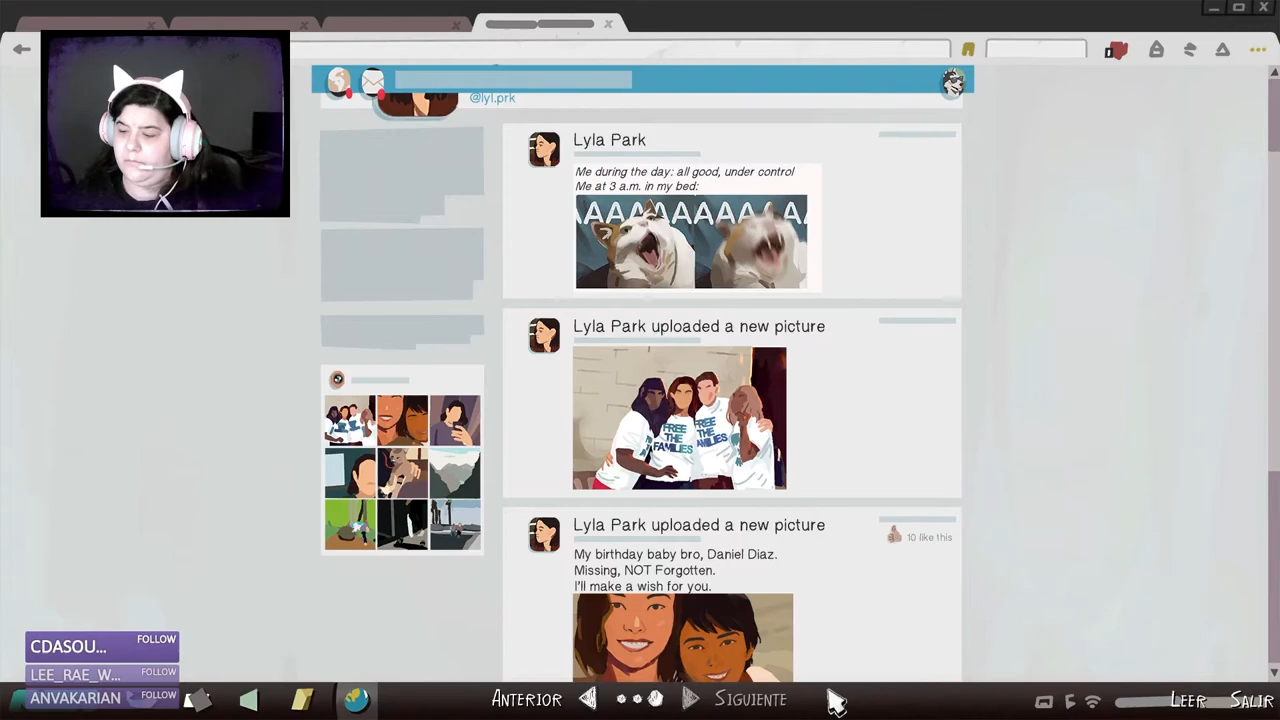 @lyl.prk
Lyla Park
Me during the day: all good, under control
Me at 3 a.m. in my bed:
AAAAAAAAAAA
Lyla Park uploaded a new picture
FREE
THE
FAMILIES
FREE
THE
FAMILIES
Lyla Park uploaded a new picture
10 like this
My birthday baby bro, Daniel Diaz.
Missing, NOT Forgotten.
I'll make a wish for you.
CDASOU... FOLLOW
LEE_RAE_W... FOLLOW
ANVAKARIAN FOLLOW
ANTERIOR SIGUIENTE LEER SALIR